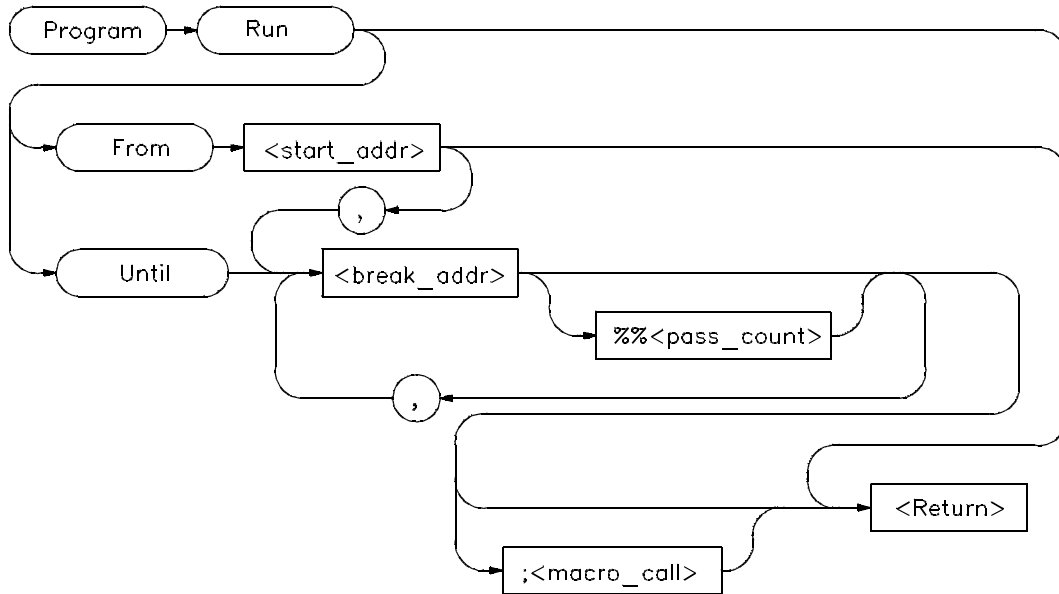 Program
Run
From
<start_addr>
,
Until
<break_addr>
%%<pass_count>
,
<Return>
;<macro_call>